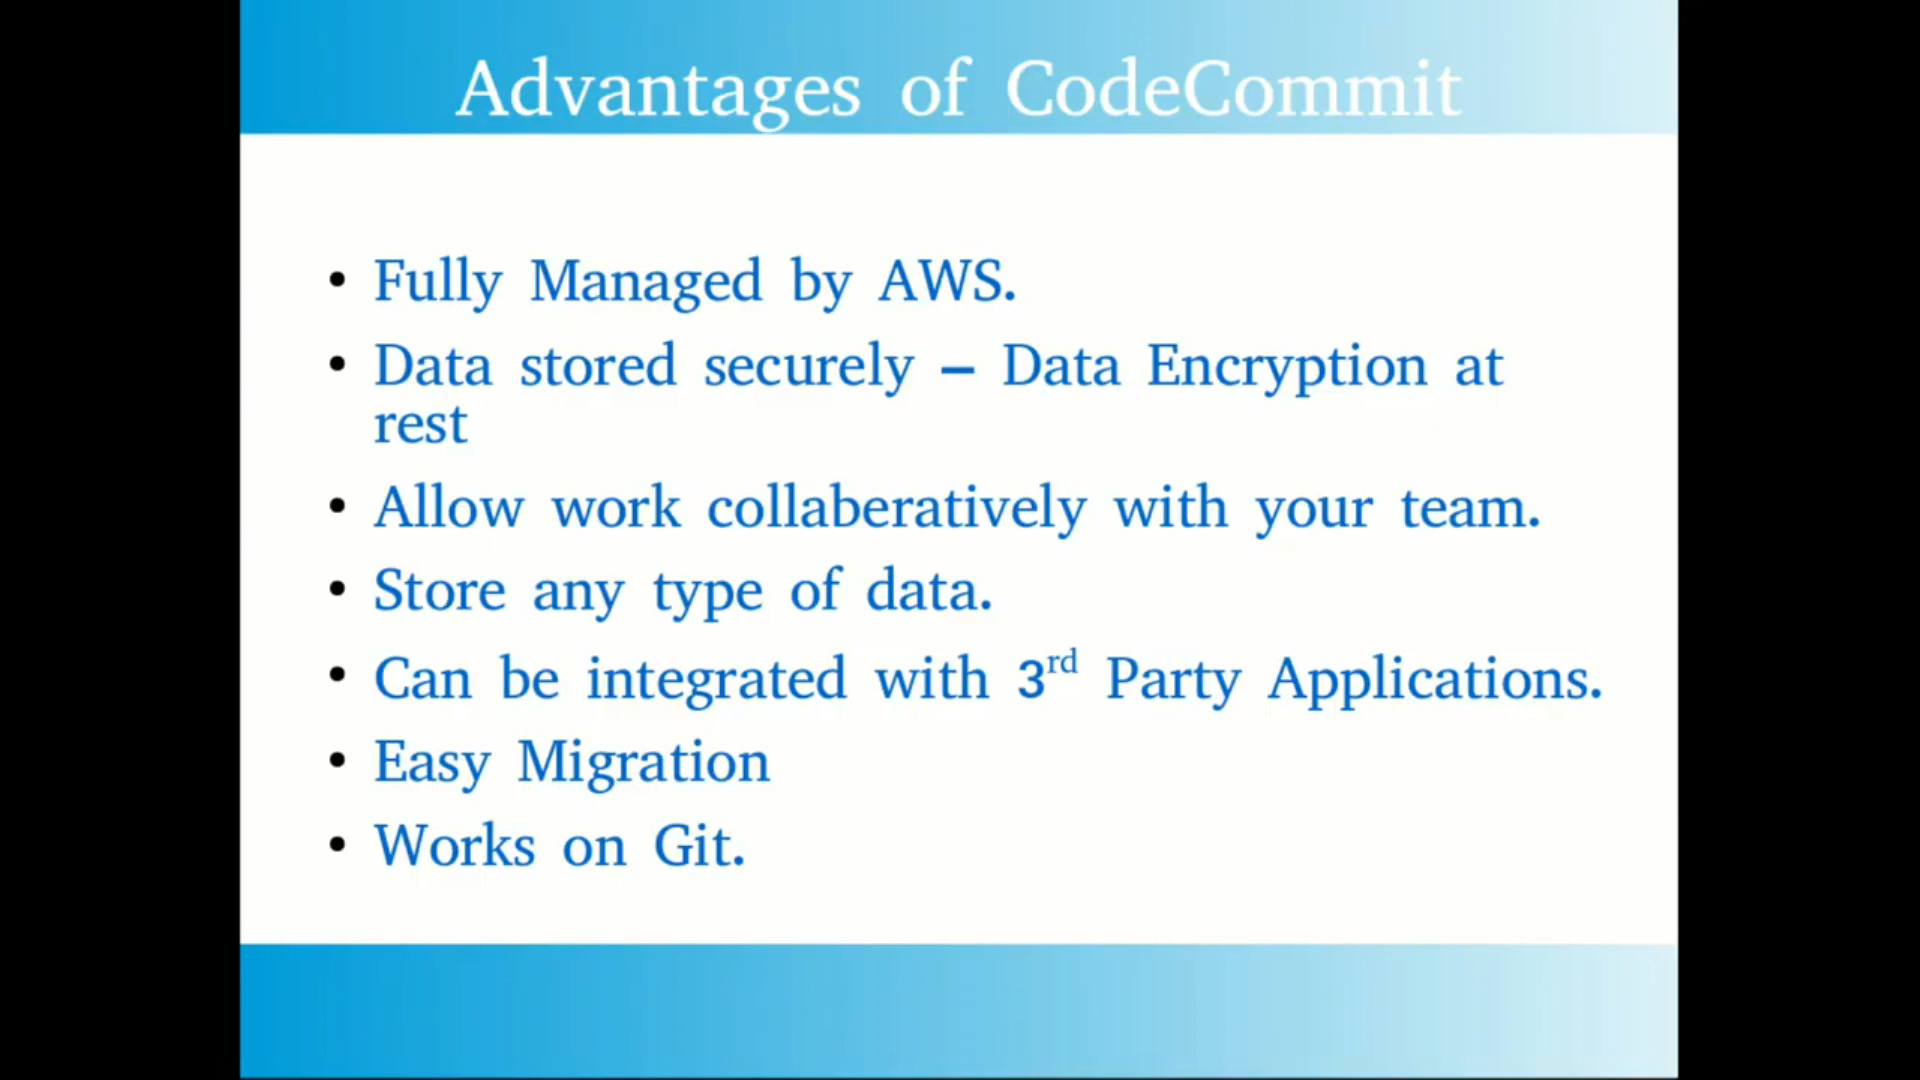 Advantages of CodeCommit
• Fully Managed by AWS.
• Data stored securely – Data Encryption at
rest
• Allow work collaberatively with your team.
• Store any type of data.
• Can be integrated with 3rd Party Applications.
• Easy Migration
• Works on Git.